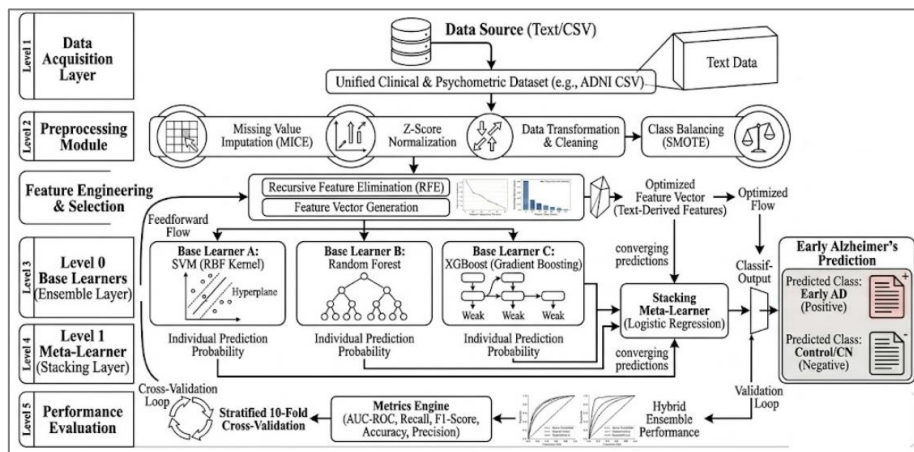 Level 1
Data
Acquisition
Layer
Data Source (Text/CSV)
Unified Clinical & Psychometric Dataset (e.g., ADNI CSV)
Text Data
Level 2
Preprocessing
Module
Missing Value
Imputation (MICE)
Z-Score
Normalization
Data Transformation
& Cleaning
Class Balancing
(SMOTE)
Feature Engineering
& Selection
Recursive Feature Elimination (RFE)
Feature Vector Generation
Optimized
Feature Vector
(Text-Derived Features)
Optimized
Flow
Feedforward
Flow
Level 3
Level 0
Base Learners
(Ensemble Layer)
Base Learner A:
SVM (RBF Kernel)
Hyperplane
Base Learner B:
Random Forest
Base Learner C:
XGBoost (Gradient Boosting)
Weak
Weak
Weak
converging
predictions
Classif-
Output
Stacking
Meta-Learner
(Logistic Regression)
Early Alzheimer's
Prediction
Predicted Class:
Early AD
(Positive)
Predicted Class:
Control/CN
(Negative)
Level 4
Level 1
Meta-Learner
(Stacking Layer)
Individual Prediction
Probability
Individual Prediction
Probability
Individual Prediction
Probability
converging
predictions
Cross-Validation
Loop
Validation
Loop
Level 5
Performance
Evaluation
Stratified 10-Fold
Cross-Validation
Metrics Engine
(AUC-ROC, Recall, F1-Score,
Accuracy, Precision)
Hybrid
Ensemble
Performance